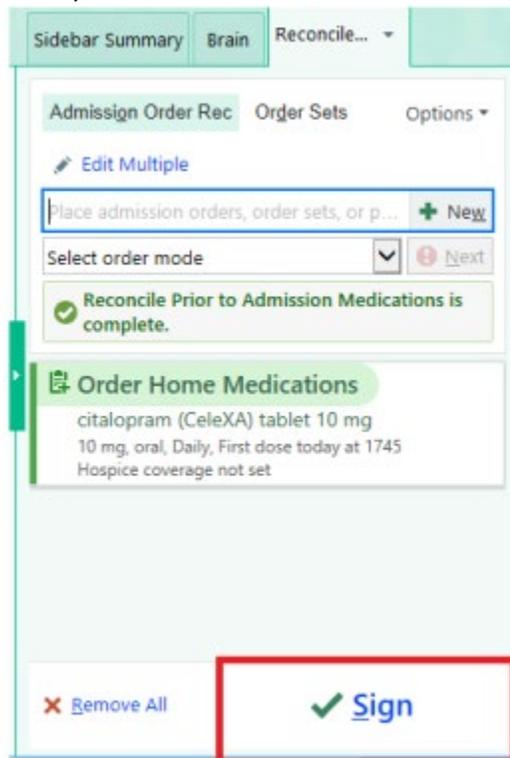 Sidebar Summary Brain Reconcile...
Admission Order Rec Order Sets Options
Edit Multiple
Place admission orders, order sets, or p... New
Select order mode Next
Reconcile Prior to Admission Medications is
complete.
Order Home Medications
citalopram (CeleXA) tablet 10 mg
10 mg, oral, Daily, First dose today at 1745
Hospice coverage not set
Remove All Sign